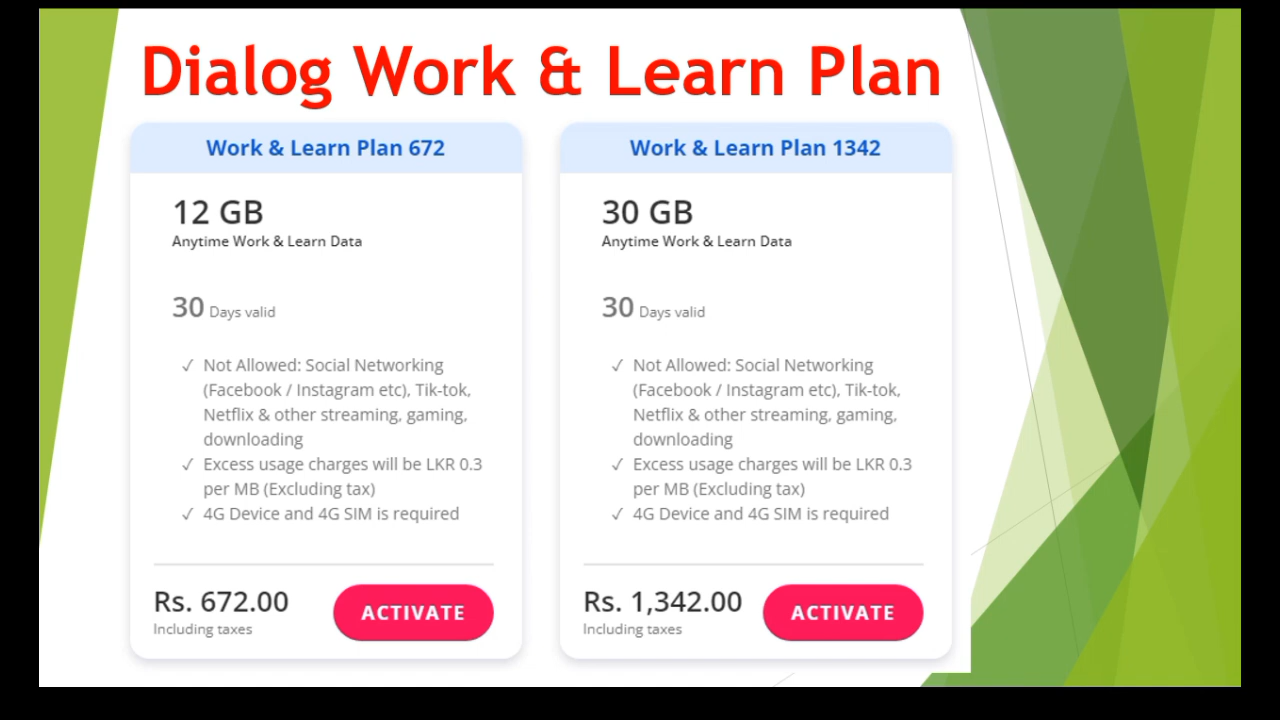 Dialog Work & Learn Plan
Work & Learn Plan 672
12 GB
Anytime Work & Learn Data
30 Days valid
✓ Not Allowed: Social Networking
(Facebook / Instagram etc), Tik-tok,
Netflix & other streaming, gaming,
downloading
✓ Excess usage charges will be LKR 0.3
per MB (Excluding tax)
✓ 4G Device and 4G SIM is required
Rs. 672.00
Including taxes
ACTIVATE
Work & Learn Plan 1342
30 GB
Anytime Work & Learn Data
30 Days valid
✓ Not Allowed: Social Networking
(Facebook / Instagram etc), Tik-tok,
Netflix & other streaming, gaming,
downloading
✓ Excess usage charges will be LKR 0.3
per MB (Excluding tax)
✓ 4G Device and 4G SIM is required
Rs. 1,342.00
Including taxes
ACTIVATE